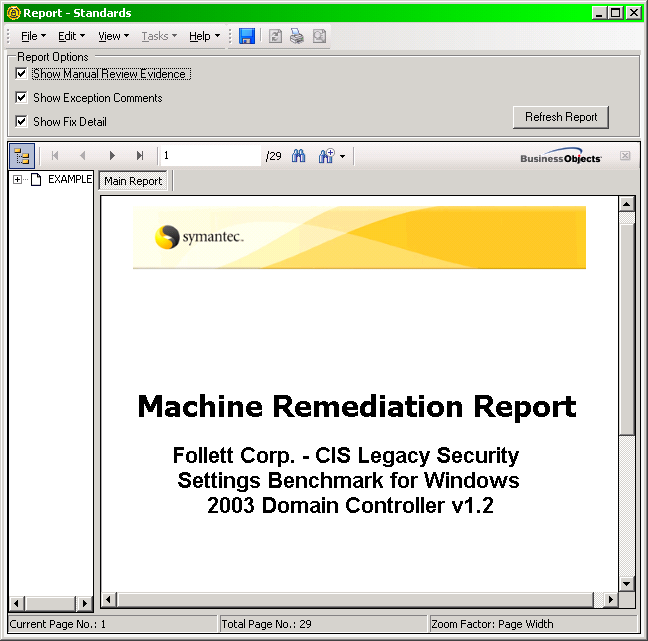 Report - Standards
File Edit View Tasks Help
Report Options
Show Manual Review Evidence
Show Exception Comments
Show Fix Detail
Refresh Report
1 /29
BusinessObjects
EXAMPLE
Main Report
symantec.
Machine Remediation Report
Follett Corp. - CIS Legacy Security
Settings Benchmark for Windows
2003 Domain Controller v1.2
Current Page No.: 1 Total Page No.: 29 Zoom Factor: Page Width